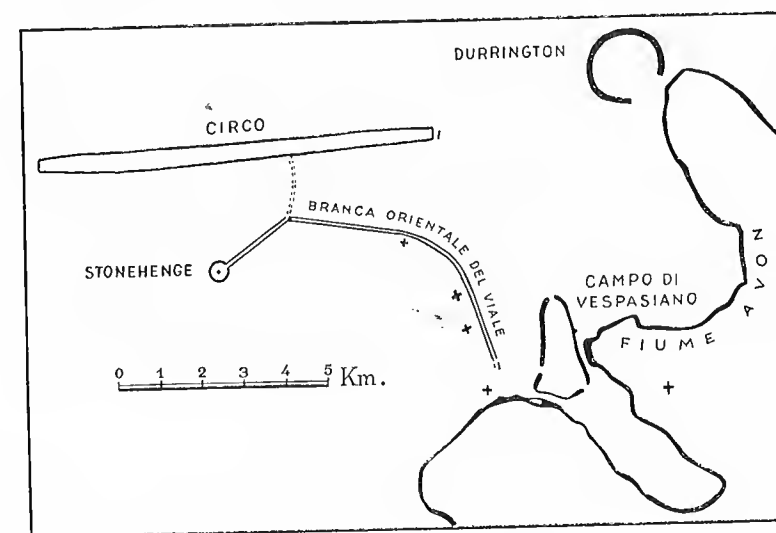 DURRINGTON
CIRCO
BRANCA ORIENTALE DEL VIALE
STONEHENGE
CAMPO DI
VESPASIANO
FIUME AVON
0 1 2 3 4 5 Km.